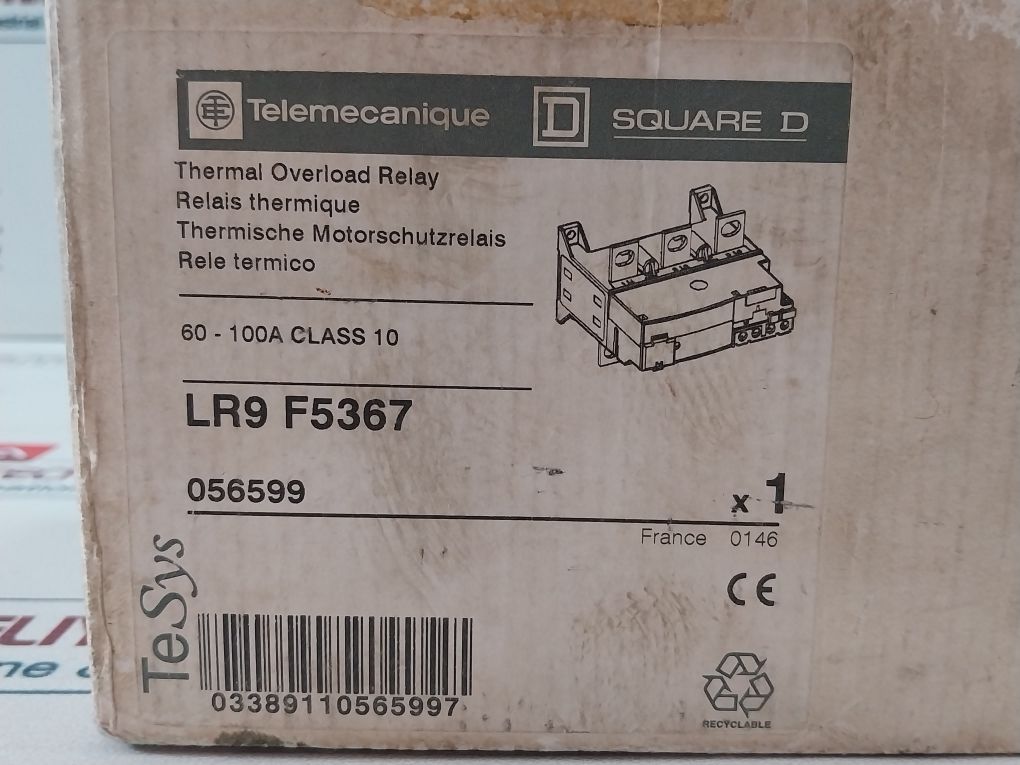 Telemecanique SQUARE D
Thermal Overload Relay
Relais thermique
Thermische Motorschutzrelais
Rele termico
60 - 100A CLASS 10
LR9 F5367
056599 x 1
France 0146
CE
TeSys
03389110565997
RECYCLABLE